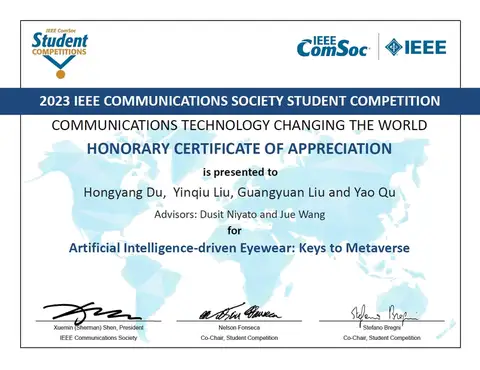 IEEE ComSoc
Student
COMPETITIONS
IEEE
ComSoc
IEEE
2023 IEEE COMMUNICATIONS SOCIETY STUDENT COMPETITION
COMMUNICATIONS TECHNOLOGY CHANGING THE WORLD
HONORARY CERTIFICATE OF APPRECIATION
is presented to
Hongyang Du, Yinqiu Liu, Guangyuan Liu and Yao Qu
Advisors: Dusit Niyato and Jue Wang
for
Artificial Intelligence-driven Eyewear: Keys to Metaverse
Stefano Bregni
Xuemin (Sherman) Shen, President
Nelson Fonseca
Stefano Bregni
IEEE Communications Society
Co-Chair, Student Competition
Co-Chair, Student Competition